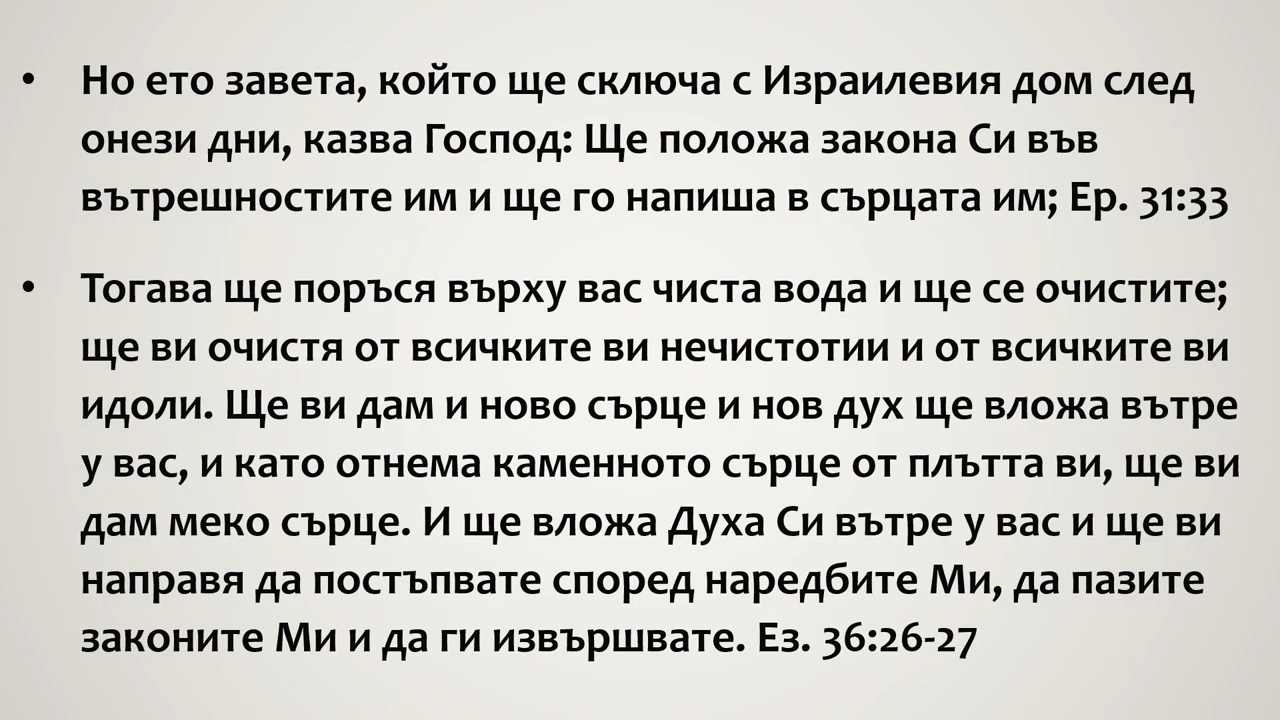 • Но ето завета, който ще сключа с Израилевия дом след
онези дни, казва Господ: Ще положа закона Си във
вътрешностите им и ще го напиша в сърцата им; Ер. 31:33
• Тогава ще поръся върху вас чиста вода и ще се очистите;
ще ви очистя от всичките ви нечистотии и от всичките ви
идоли. Ще ви дам и ново сърце и нов дух ще вложа вътре
у вас, и като отнема каменното сърце от плътта ви, ще ви
дам меко сърце. И ще вложа Духа Си вътре у вас и ще ви
направя да постъпвате според наредбите Ми, да пазите
законите Ми и да ги извършвате. Ез. 36:26-27